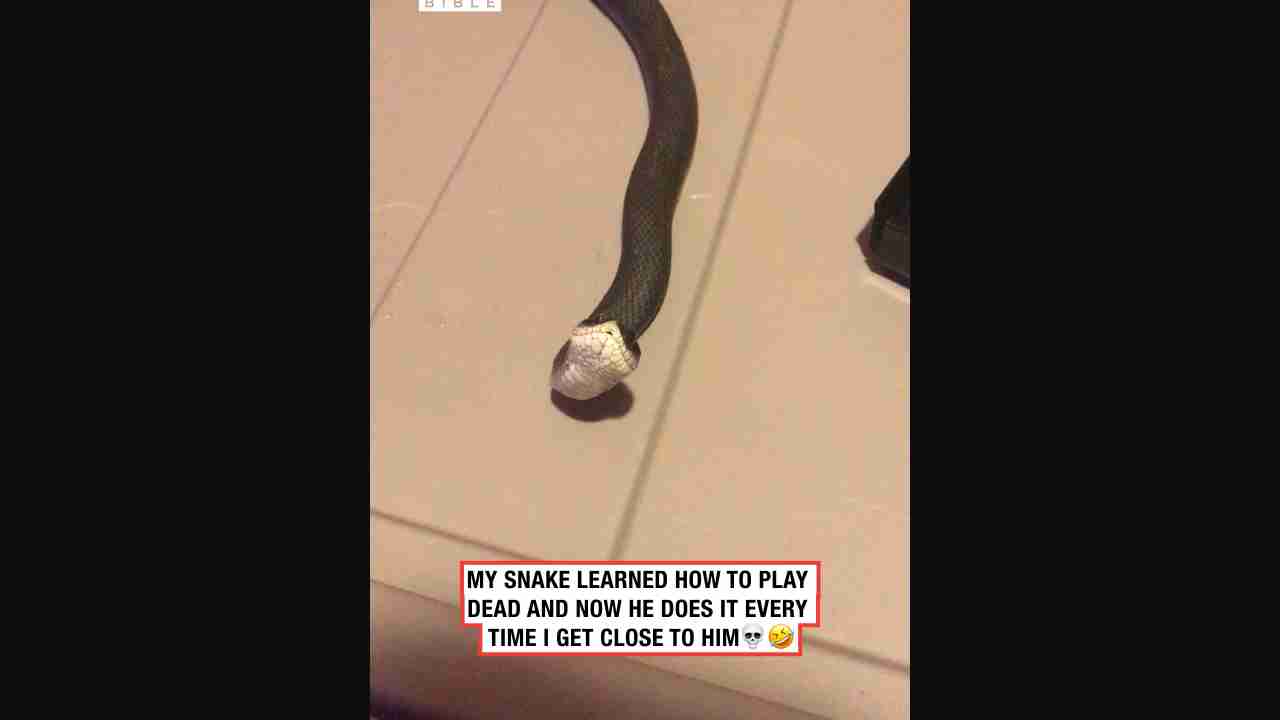 BIBLE
MY SNAKE LEARNED HOW TO PLAY
DEAD AND NOW HE DOES IT EVERY
TIME I GET CLOSE TO HIM💀🤣